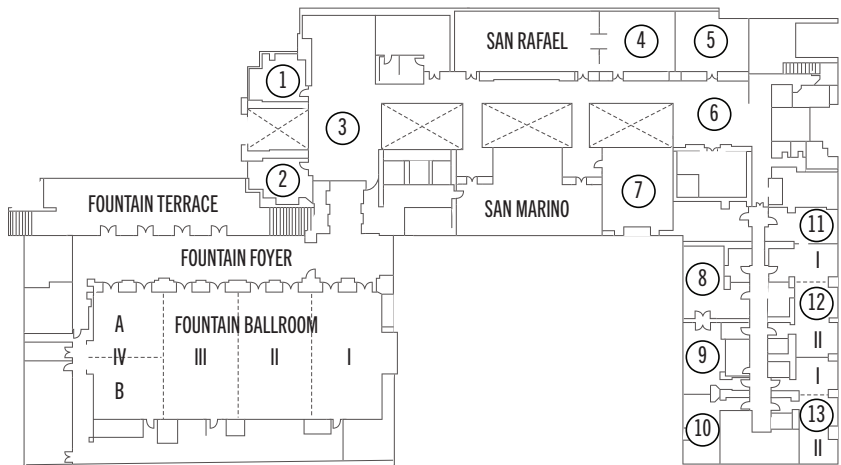 SAN RAFAEL
4
5
1
3
6
2
7
FOUNTAIN TERRACE
SAN MARINO
11
FOUNTAIN FOYER
I
8
12
A
FOUNTAIN BALLROOM
II
IV
III
II
I
9
I
B
10
13
II